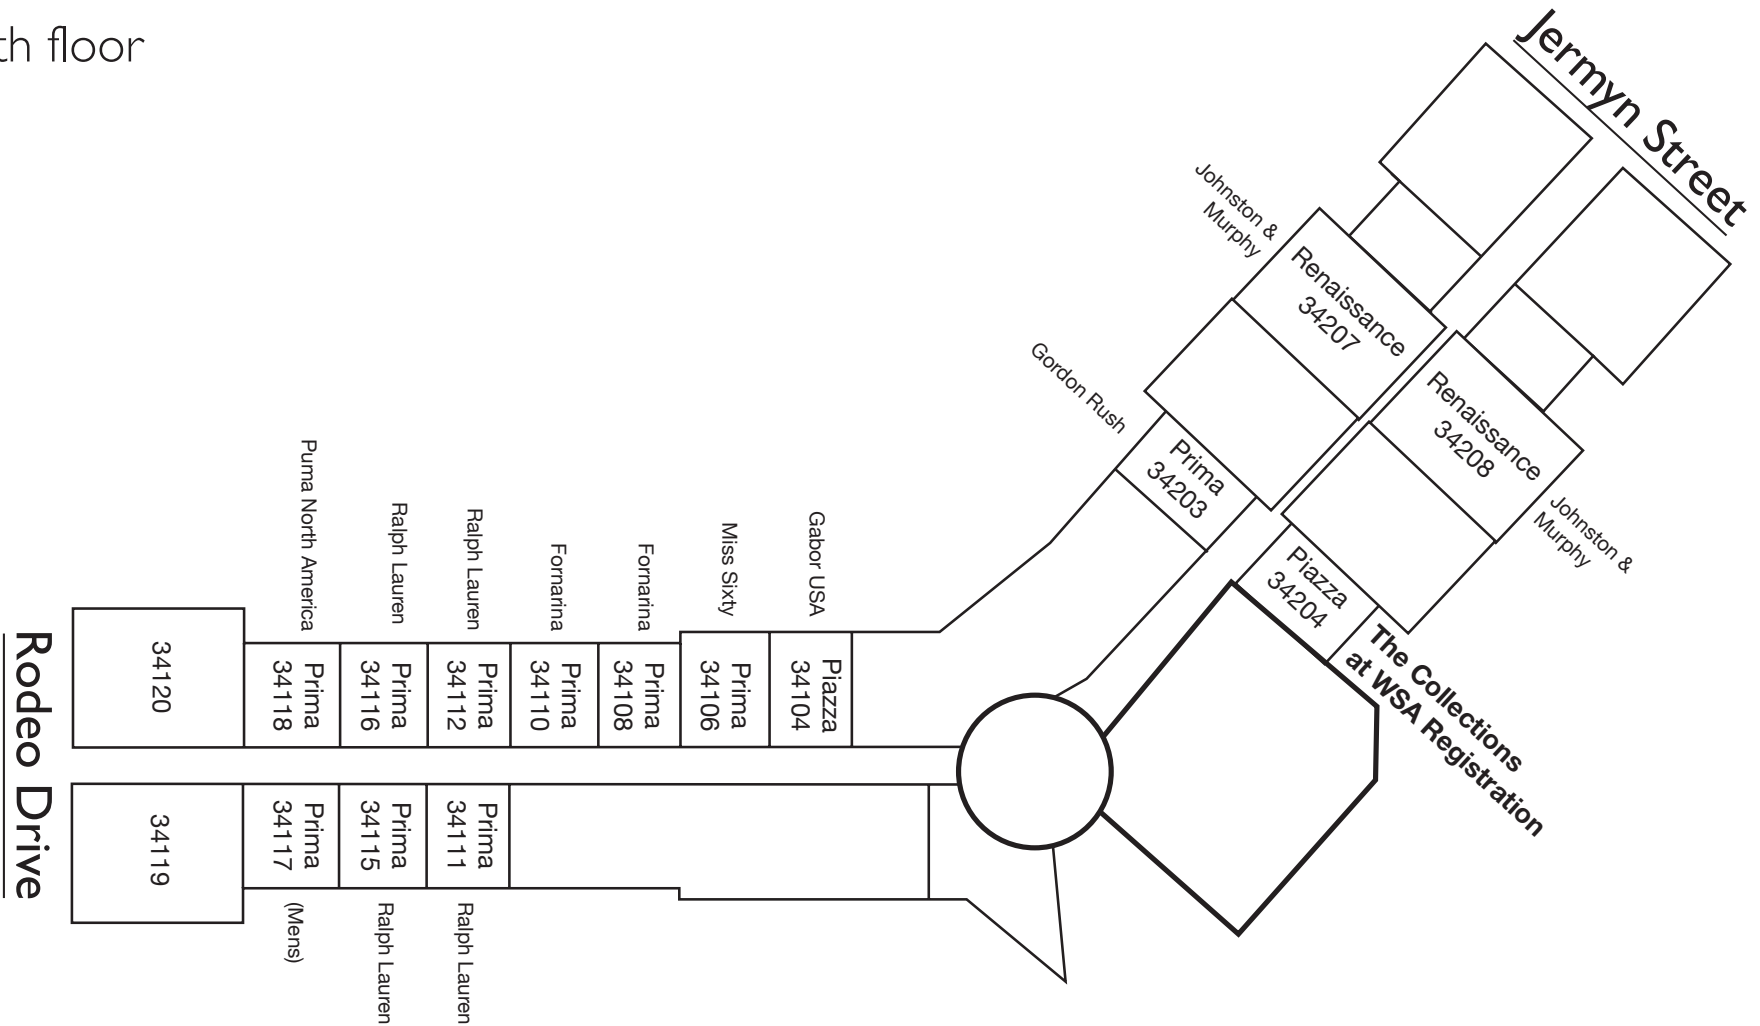 th floor
Jermyn Street
Johnston &
Murphy
Renaissance
34207
Gordon Rush
Prima
34203
Renaissance
34208
Johnston &
Murphy
Piazza
34204
The Collections
at WSA Registration
Puma North America
Ralph Lauren
Ralph Lauren
Fornarina
Fornarina
Miss Sixty
Gabor USA
34120
Prima
34118
Prima
34116
Prima
34112
Prima
34110
Prima
34108
Prima
34106
Piazza
34104
Rodeo Drive
34119
Prima
34117
Prima
34115
Prima
34111
(Mens)
Ralph Lauren
Ralph Lauren